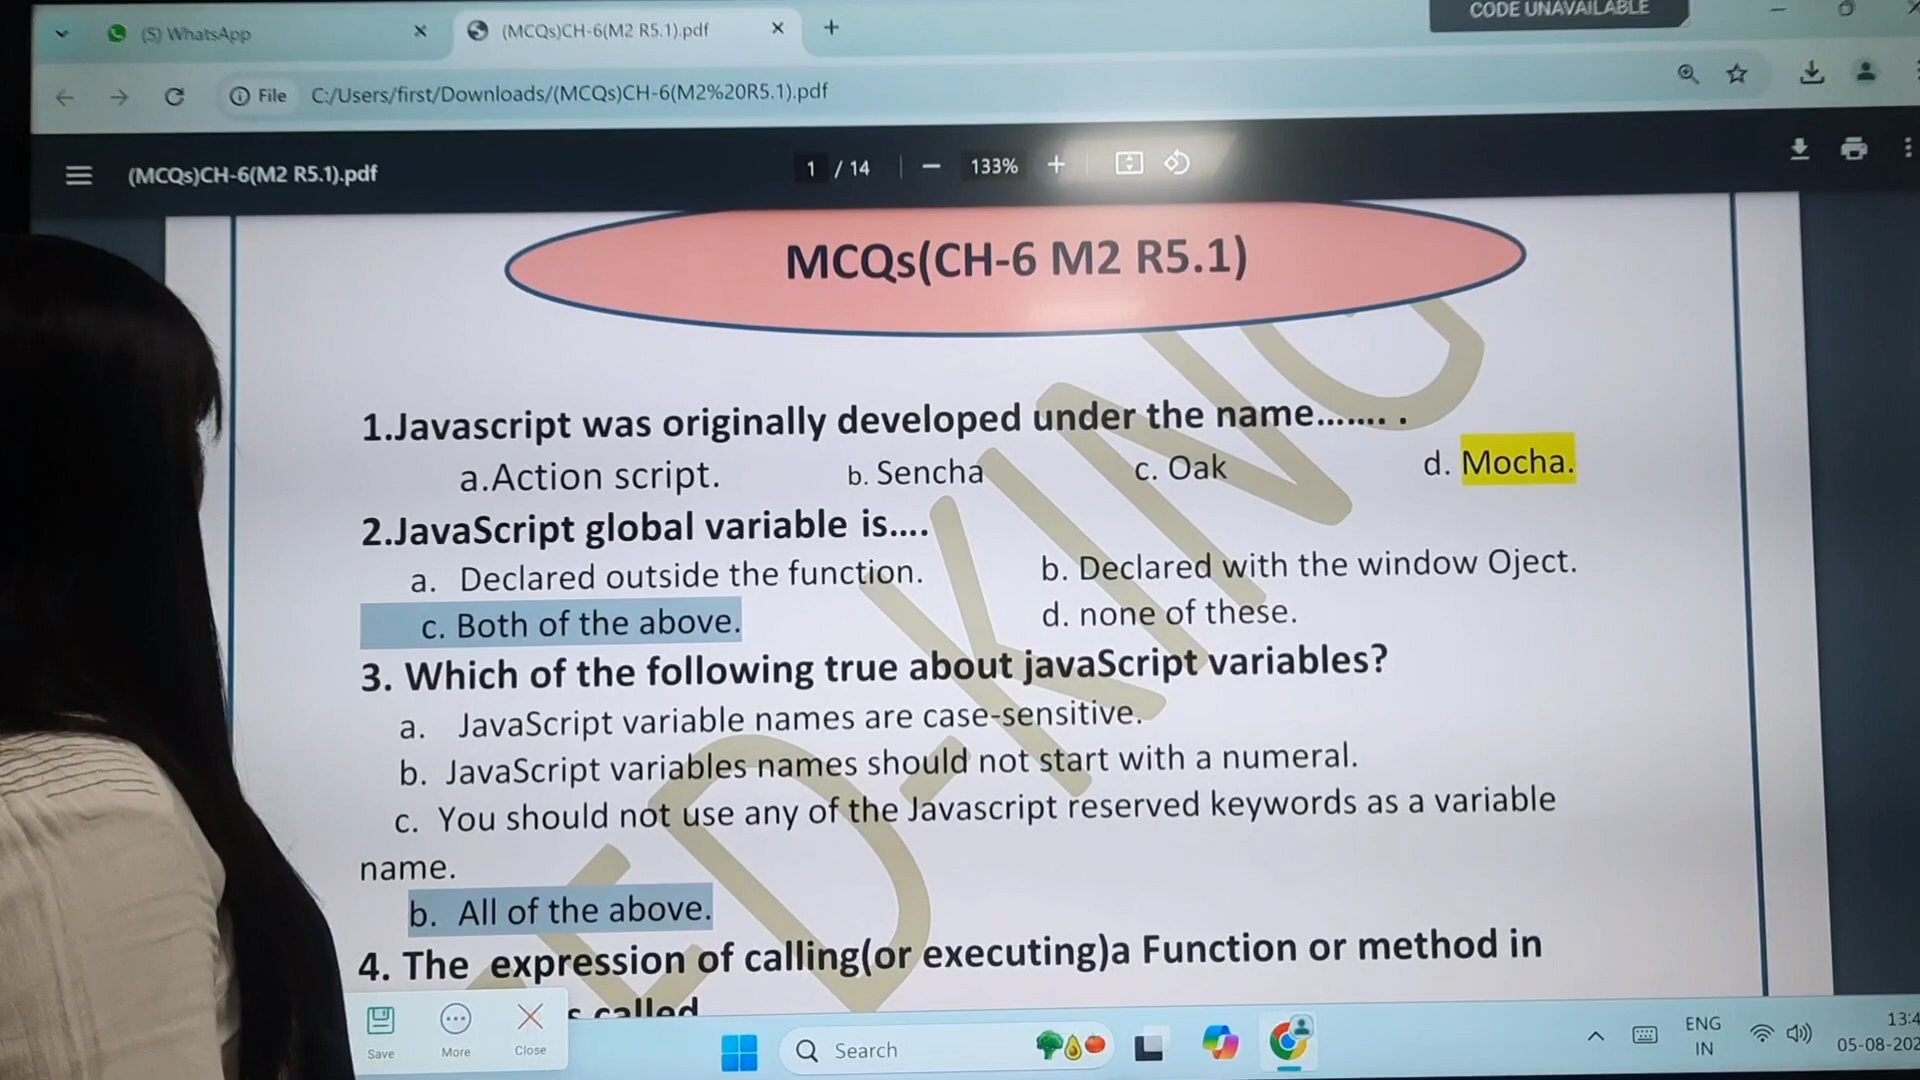 CODE UNAVAILABLE
(5) WhatsApp
(MCQs)CH-6(M2 R5.1).pdf
File C:/Users/first/Downloads/(MCQs)CH-6(M2%20R5.1).pdf
(MCQs)CH-6(M2 R5.1).pdf
1 / 14
133%
MCQs(CH-6 M2 R5.1)
1.Javascript was originally developed under the name....... .
a.Action script. b. Sencha c. Oak d. Mocha.
2.JavaScript global variable is....
a. Declared outside the function. b. Declared with the window Oject.
c. Both of the above. d. none of these.
3. Which of the following true about javaScript variables?
a. JavaScript variable names are case-sensitive.
b. JavaScript variables names should not start with a numeral.
c. You should not use any of the Javascript reserved keywords as a variable
name.
b. All of the above.
4. The expression of calling(or executing)a Function or method in
called
Save More Close
Search
ENG
IN
13:4
05-08-202
ED-KING